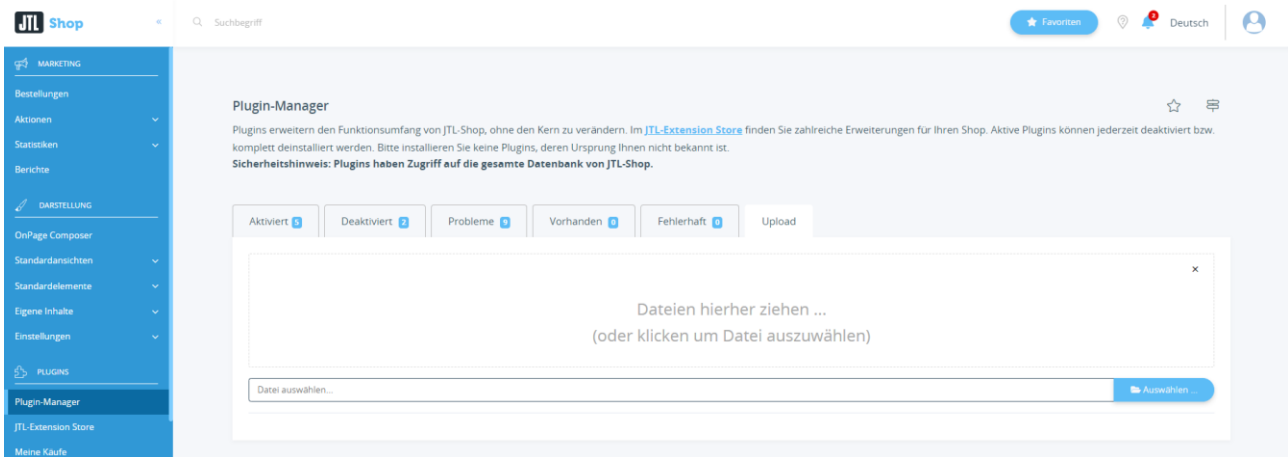 JTL Shop
Suchbegriff
Favoriten
Deutsch
MARKETING
Bestellungen
Aktionen
Statistiken
Berichte
DARSTELLUNG
OnPage Composer
Standardansichten
Standardelemente
Eigene Inhalte
Einstellungen
PLUGINS
Plugin-Manager
JTL-Extension Store
Meine Käufe
Plugin-Manager
Plugins erweitern den Funktionsumfang von JTL-Shop, ohne den Kern zu verändern. Im JTL-Extension Store finden Sie zahlreiche Erweiterungen für Ihren Shop. Aktive Plugins können jederzeit deaktiviert bzw.
komplett deinstalliert werden. Bitte installieren Sie keine Plugins, deren Ursprung Ihnen nicht bekannt ist.
Sicherheitshinweis: Plugins haben Zugriff auf die gesamte Datenbank von JTL-Shop.
Aktiviert 5 Deaktiviert 2 Probleme 9 Vorhanden 0 Fehlerhaft 0 Upload
Dateien hierher ziehen ...
(oder klicken um Datei auszuwählen)
Datei auswählen...
Auswählen ...